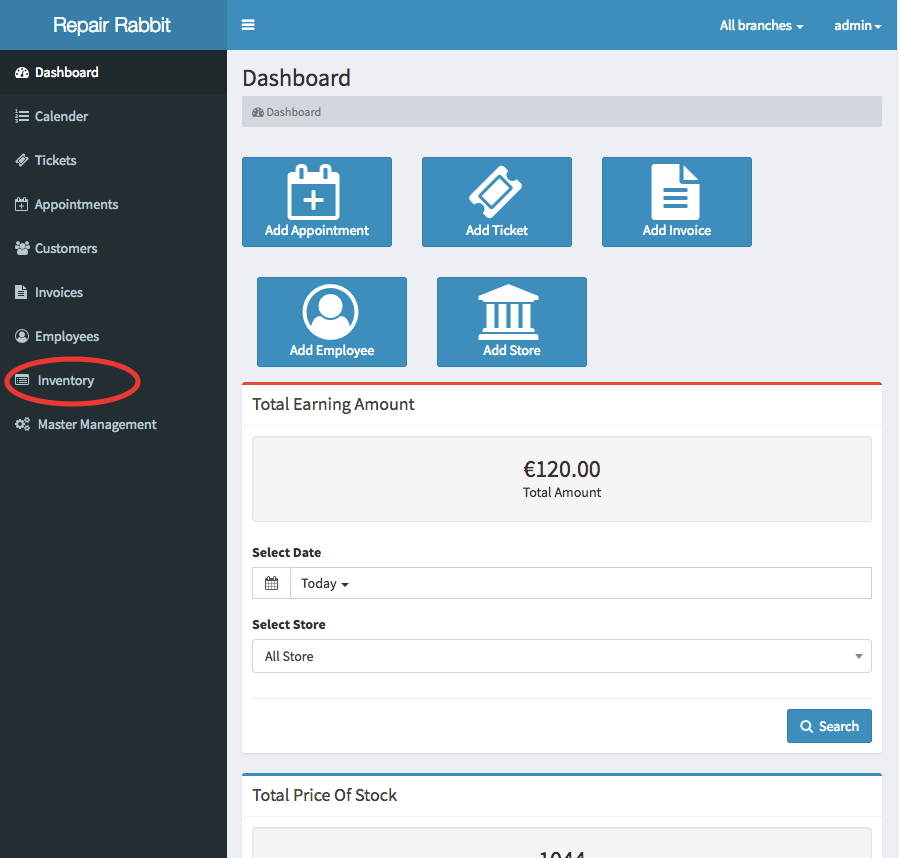 Repair Rabbit
All branches
admin
Dashboard
Calender
Tickets
Appointments
Customers
Invoices
Employees
Inventory
Master Management
Dashboard
Dashboard
Add Appointment
Add Ticket
Add Invoice
Add Employee
Add Store
Total Earning Amount
€120.00
Total Amount
Select Date
Today
Select Store
All Store
Search
Total Price Of Stock
1044